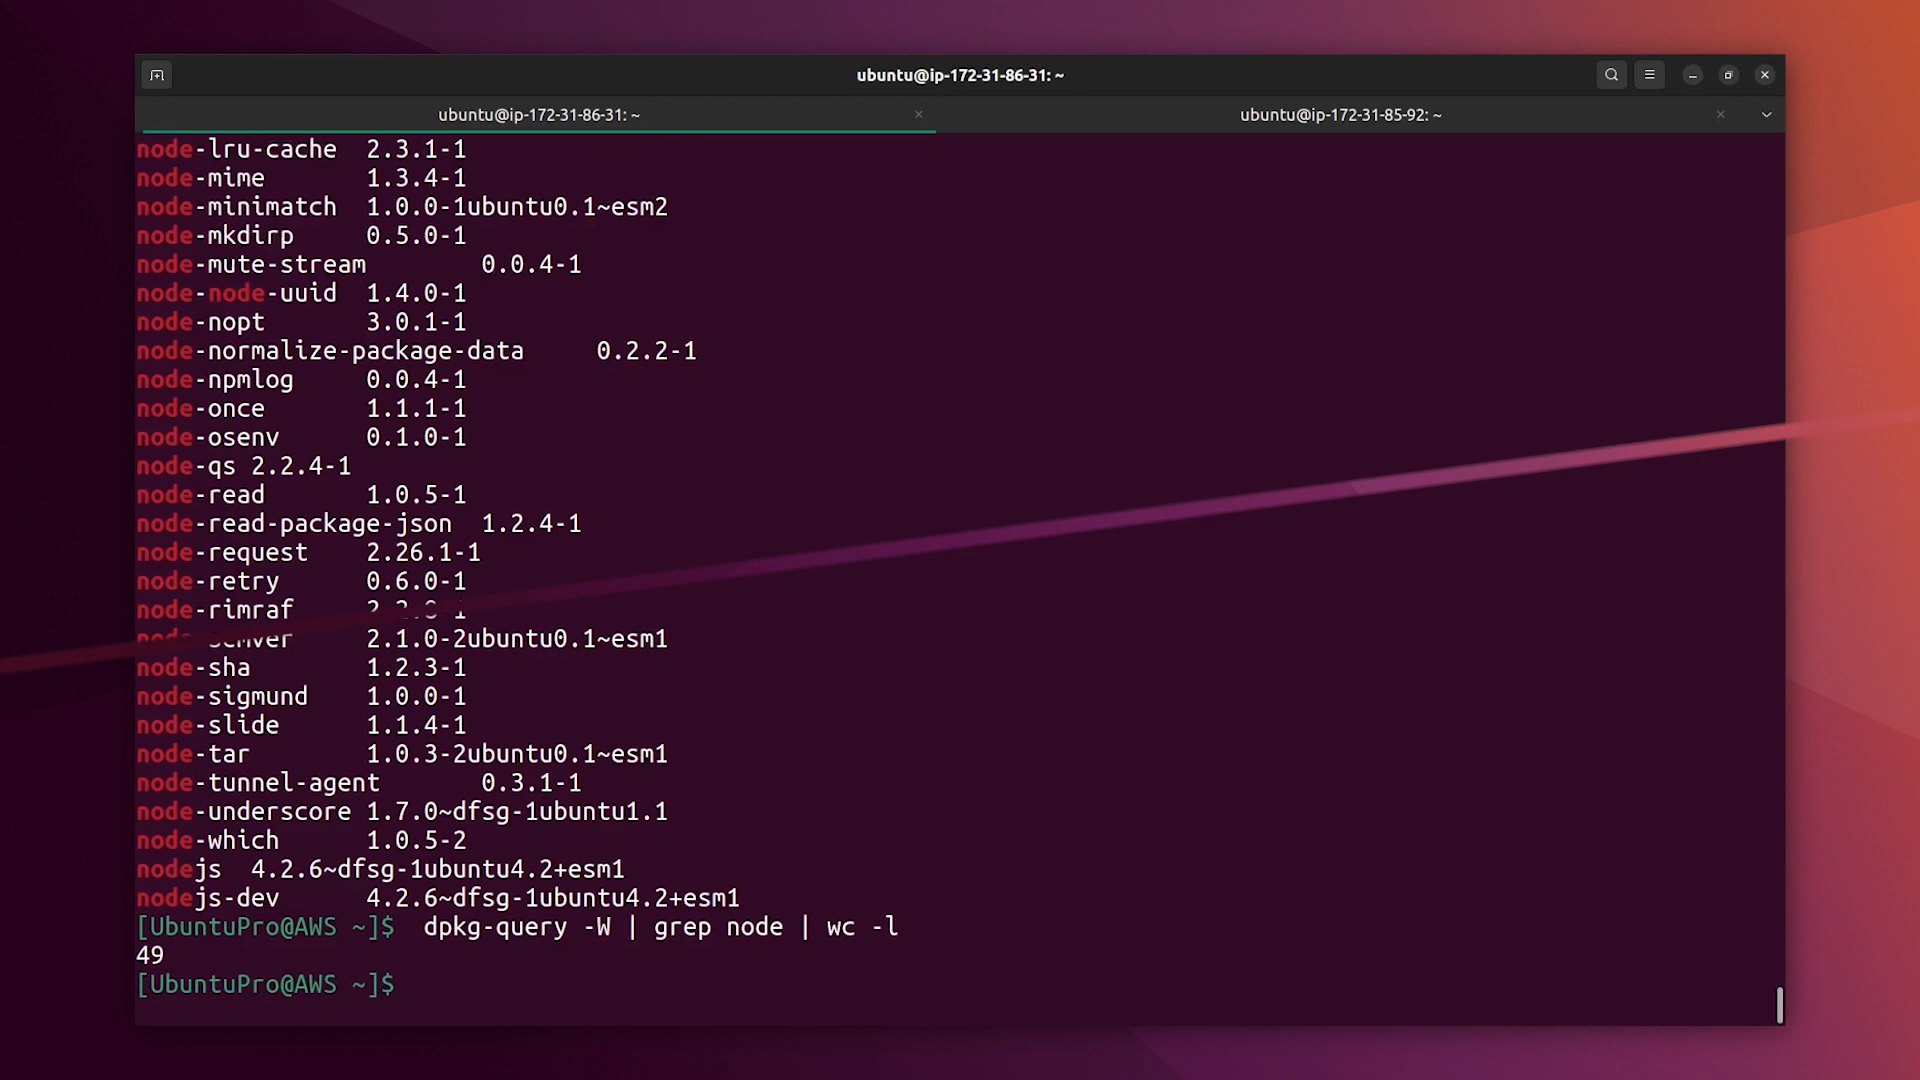 ubuntu@ip-172-31-86-31: ~
ubuntu@ip-172-31-86-31: ~
ubuntu@ip-172-31-85-92: ~
node-lru-cache 2.3.1-1
node-mime 1.3.4-1
node-minimatch 1.0.0-1ubuntu0.1~esm2
node-mkdirp 0.5.0-1
node-mute-stream 0.0.4-1
node-node-uuid 1.4.0-1
node-nopt 3.0.1-1
node-normalize-package-data 0.2.2-1
node-npmlog 0.0.4-1
node-once 1.1.1-1
node-osenv 0.1.0-1
node-qs 2.2.4-1
node-read 1.0.5-1
node-read-package-json 1.2.4-1
node-request 2.26.1-1
node-retry 0.6.0-1
node-rimraf
node-semver 2.1.0-2ubuntu0.1~esm1
node-sha 1.2.3-1
node-sigmund 1.0.0-1
node-slide 1.1.4-1
node-tar 1.0.3-2ubuntu0.1~esm1
node-tunnel-agent 0.3.1-1
node-underscore 1.7.0~dfsg-1ubuntu1.1
node-which 1.0.5-2
nodejs 4.2.6~dfsg-1ubuntu4.2+esm1
nodejs-dev 4.2.6~dfsg-1ubuntu4.2+esm1
[UbuntuPro@AWS ~]$ dpkg-query -W | grep node | wc -l
49
[UbuntuPro@AWS ~]$